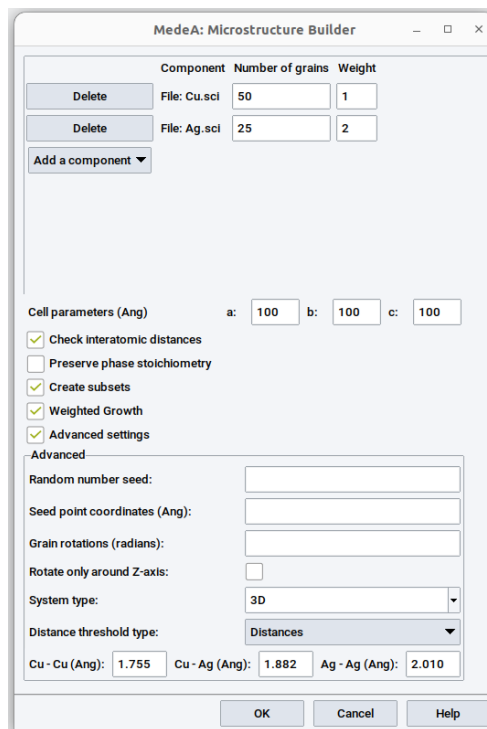 MedeA: Microstructure Builder
Component Number of grains Weight
Delete File: Cu.sci 50 1
Delete File: Ag.sci 25 2
Add a component
Cell parameters (Ang) a: 100 b: 100 c: 100
Check interatomic distances
Preserve phase stoichiometry
Create subsets
Weighted Growth
Advanced settings
Advanced
Random number seed:
Seed point coordinates (Ang):
Grain rotations (radians):
Rotate only around Z-axis:
System type: 3D
Distance threshold type: Distances
Cu - Cu (Ang): 1.755 Cu - Ag (Ang): 1.882 Ag - Ag (Ang): 2.010
OK Cancel Help